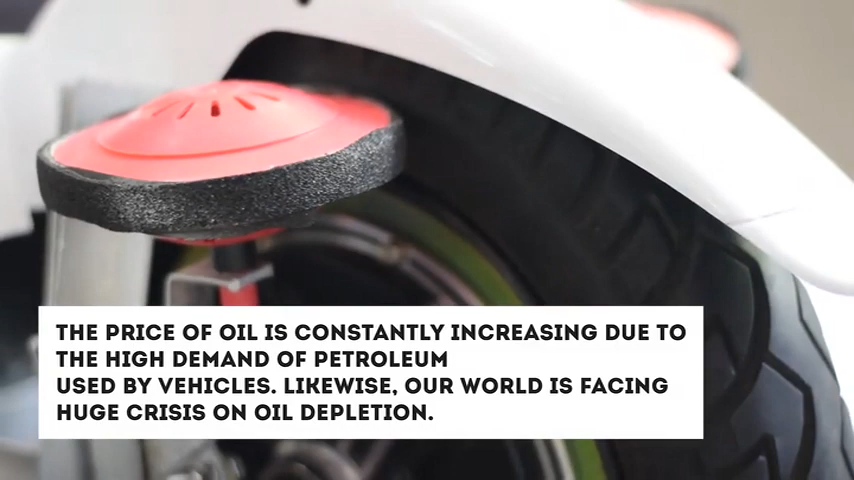 THE PRICE OF OIL IS CONSTANTLY INCREASING DUE TO
THE HIGH DEMAND OF PETROLEUM
USED BY VEHICLES. LIKEWISE, OUR WORLD IS FACING
HUGE CRISIS ON OIL DEPLETION.